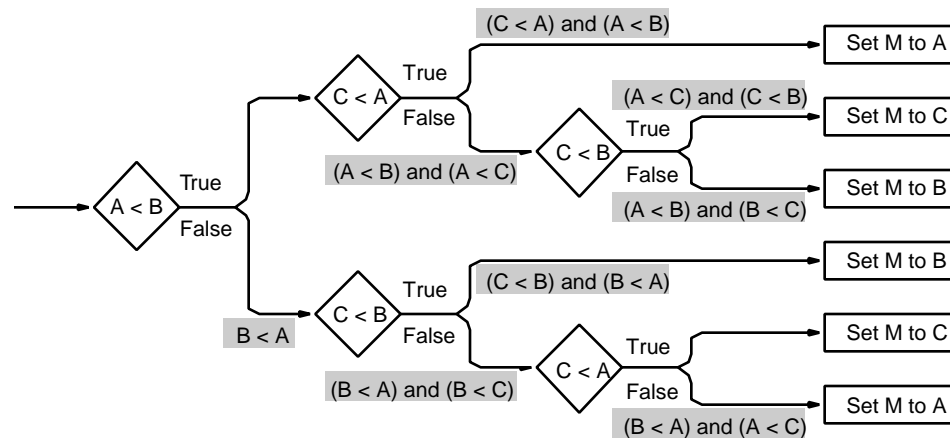 (C < A) and (A < B)
Set M to A
C < A
True
False
(A < C) and (C < B)
True
Set M to C
(A < B) and (A < C)
C < B
False
Set M to B
(A < B) and (B < C)
A < B
True
False
Set M to B
(C < B) and (B < A)
B < A
C < B
True
False
True
Set M to C
(B < A) and (B < C)
C < A
False
Set M to A
(B < A) and (A < C)